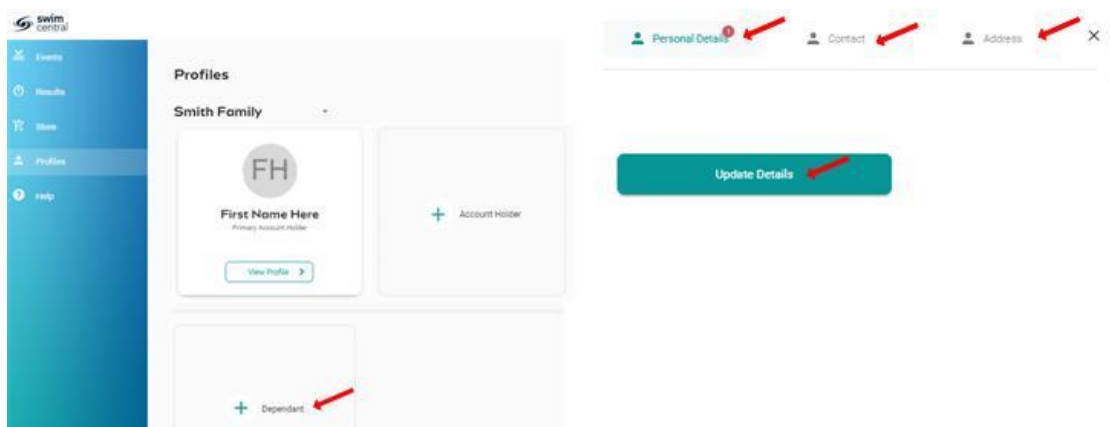 swim
central
Events
Results
Store
Profiles
Help
Profiles
Smith Family
FH
First Name Here
Primary Account Holder
View Profile
Account Holder
Dependant
Personal Details
1
Contact
Address
Update Details